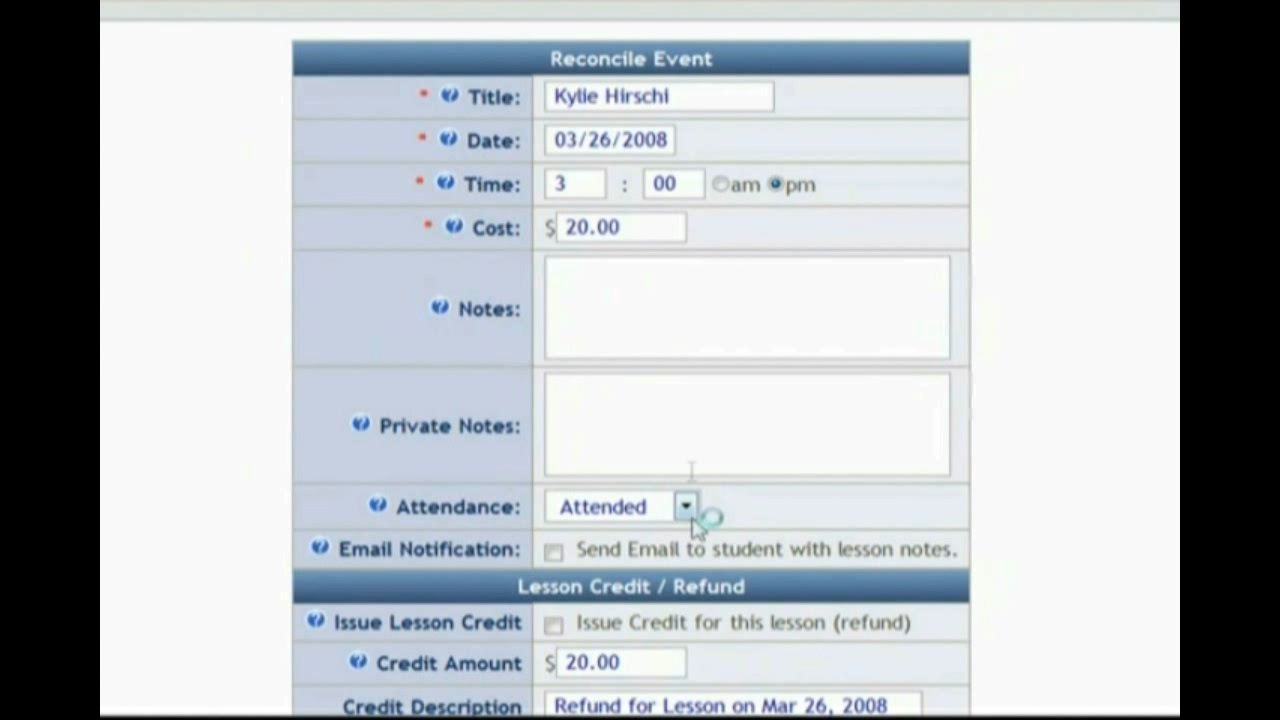 Reconcile Event
* Title: Kylie Hirschi
* Date: 03/26/2008
* Time: 3 : 00 am pm
* Cost: $ 20.00
Notes:
Private Notes:
Attendance: Attended
Email Notification: Send Email to student with lesson notes.
Lesson Credit / Refund
Issue Lesson Credit Issue Credit for this lesson (refund)
Credit Amount $ 20.00
Credit Description Refund for Lesson on Mar 26, 2008